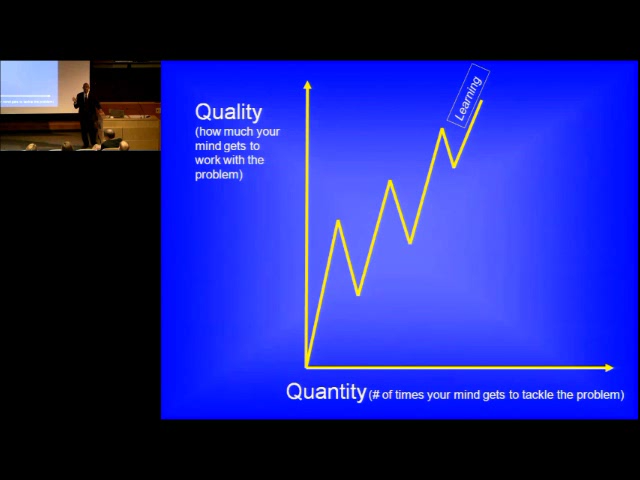 Quality
(how much your
mind gets to
work with the
problem)
Learning
Quantity (# of times your mind gets to tackle the problem)